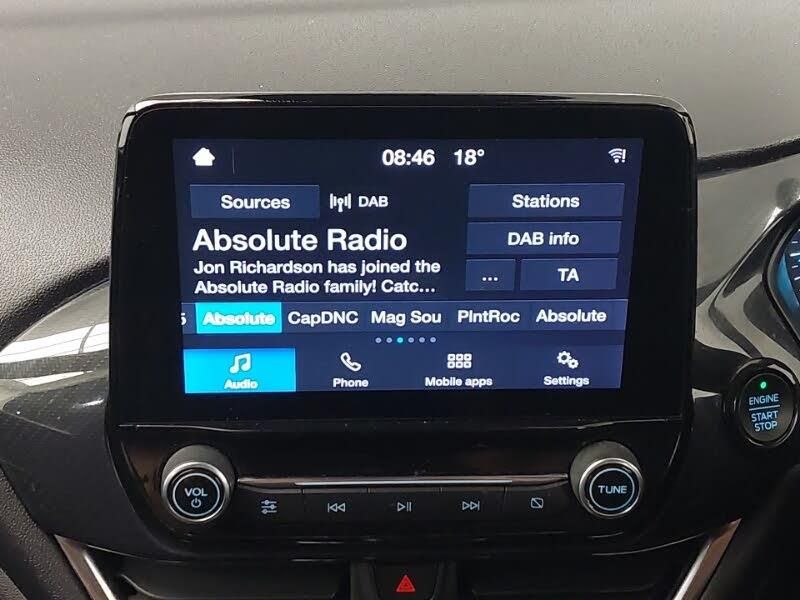 08:46 18°
Sources DAB Stations
Absolute Radio
DAB info
Jon Richardson has joined the
Absolute Radio family! Catc...
... TA
5 Absolute CapDNC Mag Sou PlntRoc Absolute
Audio Phone Mobile apps Settings
ENGINE
START
STOP
VOL
TUNE